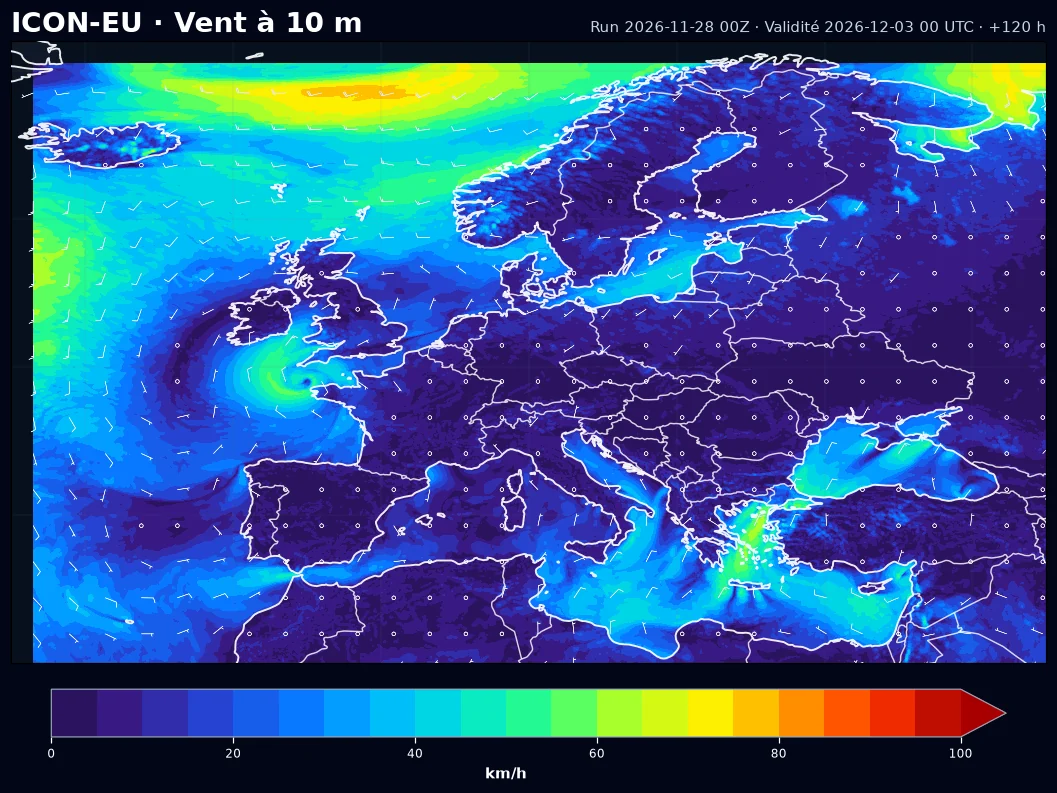 ICON-EU · Vent à 10 m
Run 2026-11-28 00Z · Validité 2026-12-03 00 UTC · +120 h
0 20 40 60 80 100
km/h